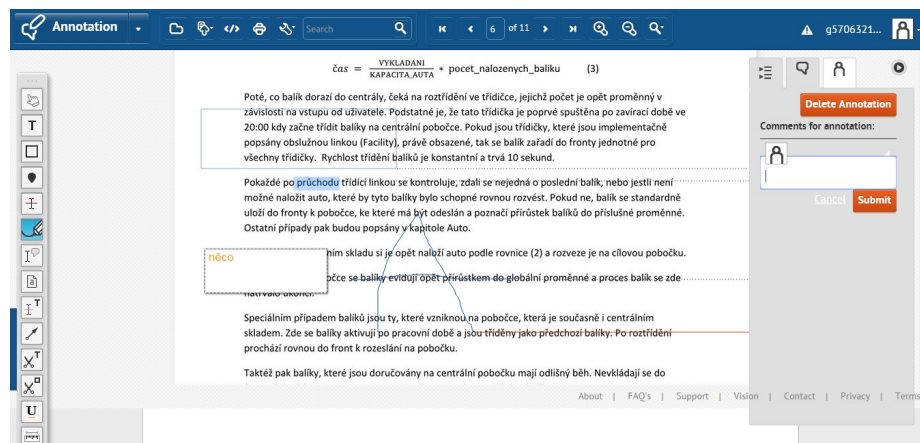 Annotation
Search
6 of 11
g5706321...
čas = VYKLADANI / KAPACITA_AUTA * pocet_nalozenych_baliku (3)
Poté, co balík dorazí do centrály, čeká na roztřídění ve třídičce, jejichž počet je opět proměnný v
závislosti na vstupu od uživatele. Podstatné je, že tato třídička je poprvé spuštěna po zavírací době ve
20:00 kdy začne třídit balíky na centrální pobočce. Pokud jsou třídičky, které jsou implementačně
popsány obslužnou linkou (Facility), právě obsazené, tak se balík zařadí do fronty jednotné pro
všechny třídičky. Rychlost třídění balíků je konstantní a trvá 10 sekund.
Pokaždé po průchodu třídící linkou se kontroluje, zdali se nejedná o poslední balík, nebo jestli není
možné naložit auto, které by tyto balíky bylo schopné rovnou rozvést. Pokud ne, balík se standardně
uloží do fronty k pobočce, ke které má být odeslán a poznačí přírůstek balíků do příslušné proměnné.
Ostatní případy pak budou popsány v kapitole Auto.
něco
ním skladu si je opět naloží auto podle rovnice (2) a rozveze je na cílovou pobočku.
očce se balíky evidují opět přírůstkem do globální proměnné a proces balík se zde
natrvalo ukončí.
Speciálním případem balíků jsou ty, které vzniknou na pobočce, která je současně i centrálním
skladem. Zde se balíky aktivují po pracovní době a jsou tříděny jako předchozí balíky. Po roztřídění
prochází rovnou do front k rozeslání na pobočku.
Taktéž pak balíky, které jsou doručovány na centrální pobočku mají odlišný běh. Nevkládají se do
Delete Annotation
Comments for annotation:
Cancel Submit
About | FAQ's | Support | Vision | Contact | Privacy | Terms